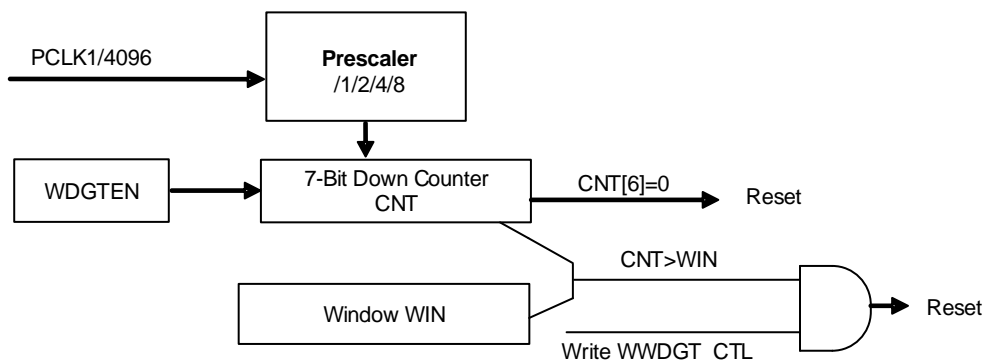 PCLK1/4096
Prescaler
/1/2/4/8
WDGTEN
7-Bit Down Counter
CNT
CNT[6]=0
Reset
CNT>WIN
Window WIN
Reset
Write WWDGT_CTL